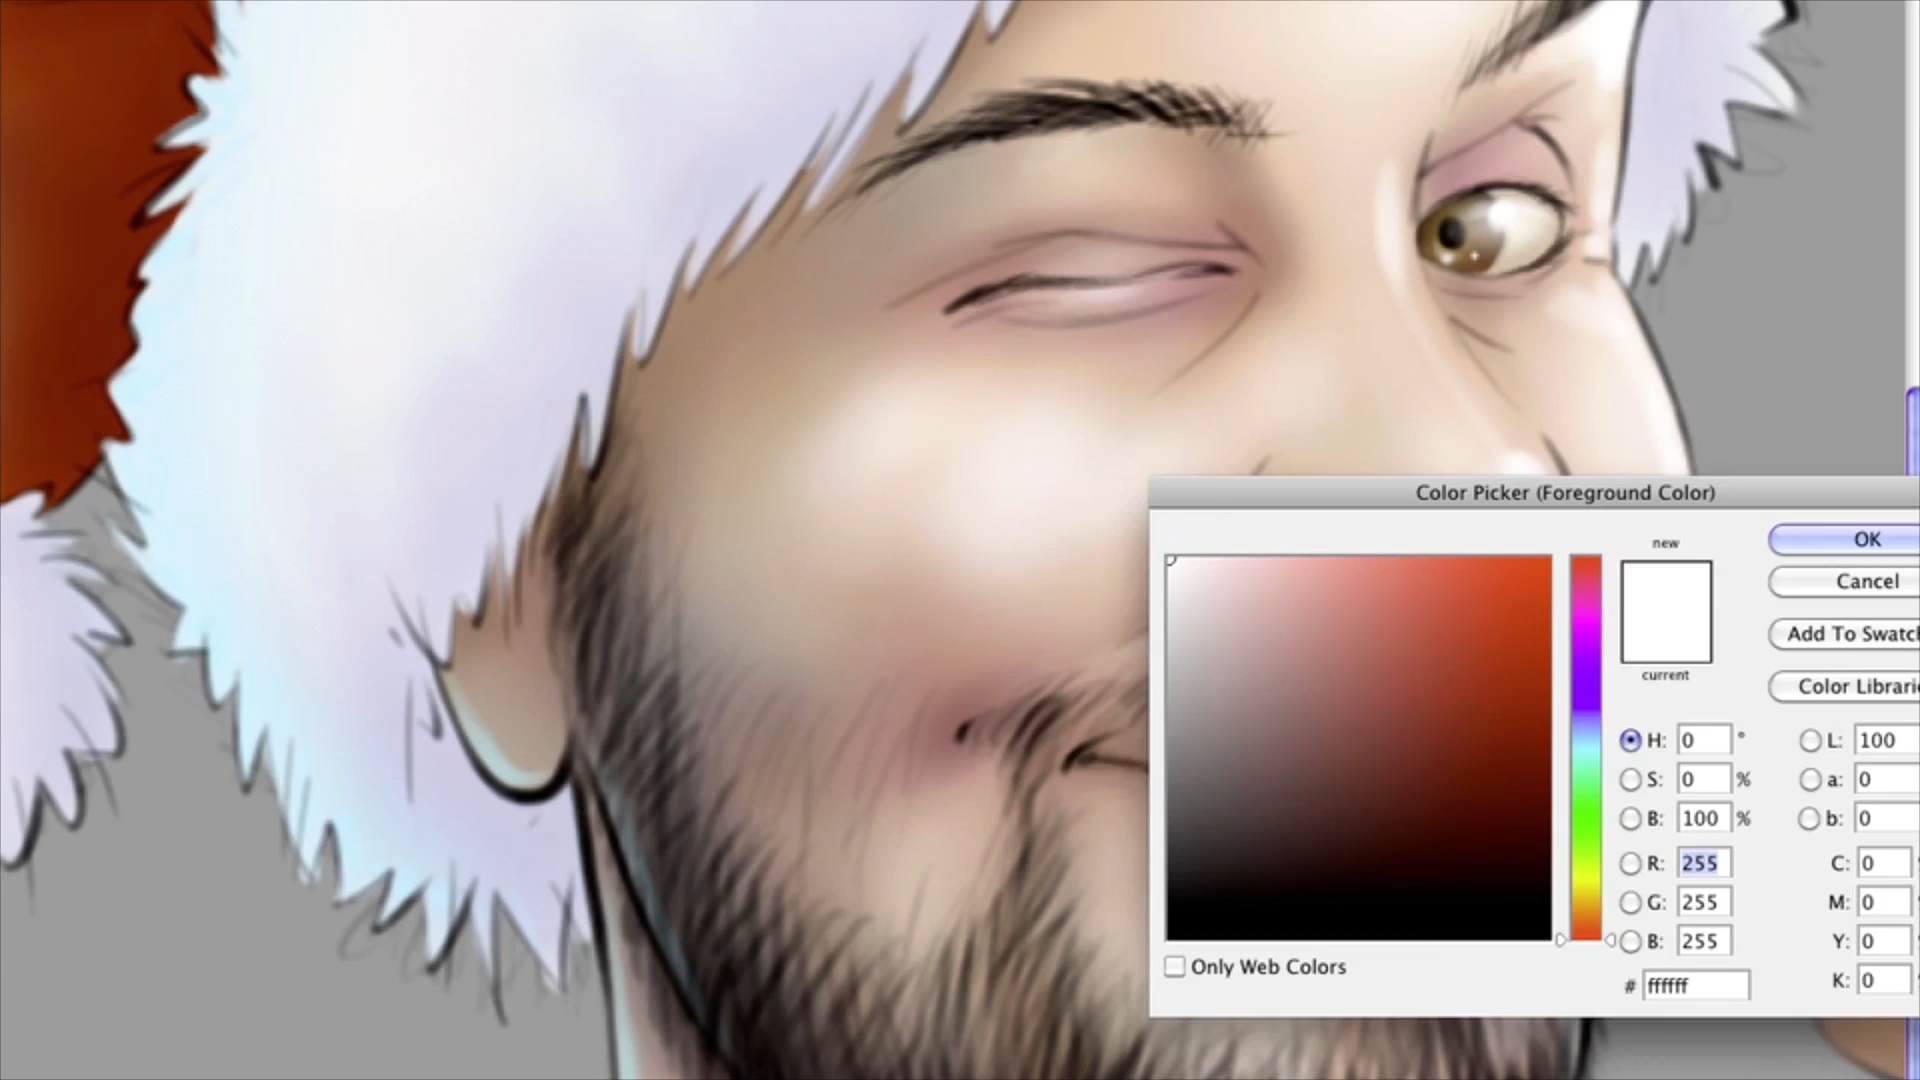 Color Picker (Foreground Color)
new
current
OK
Cancel
Add To Swatch
Color Librari
H: 0 °
S: 0 %
B: 100 %
R: 255
G: 255
B: 255
# ffffff
L: 100
a: 0
b: 0
C: 0
M: 0
Y: 0
K: 0
Only Web Colors